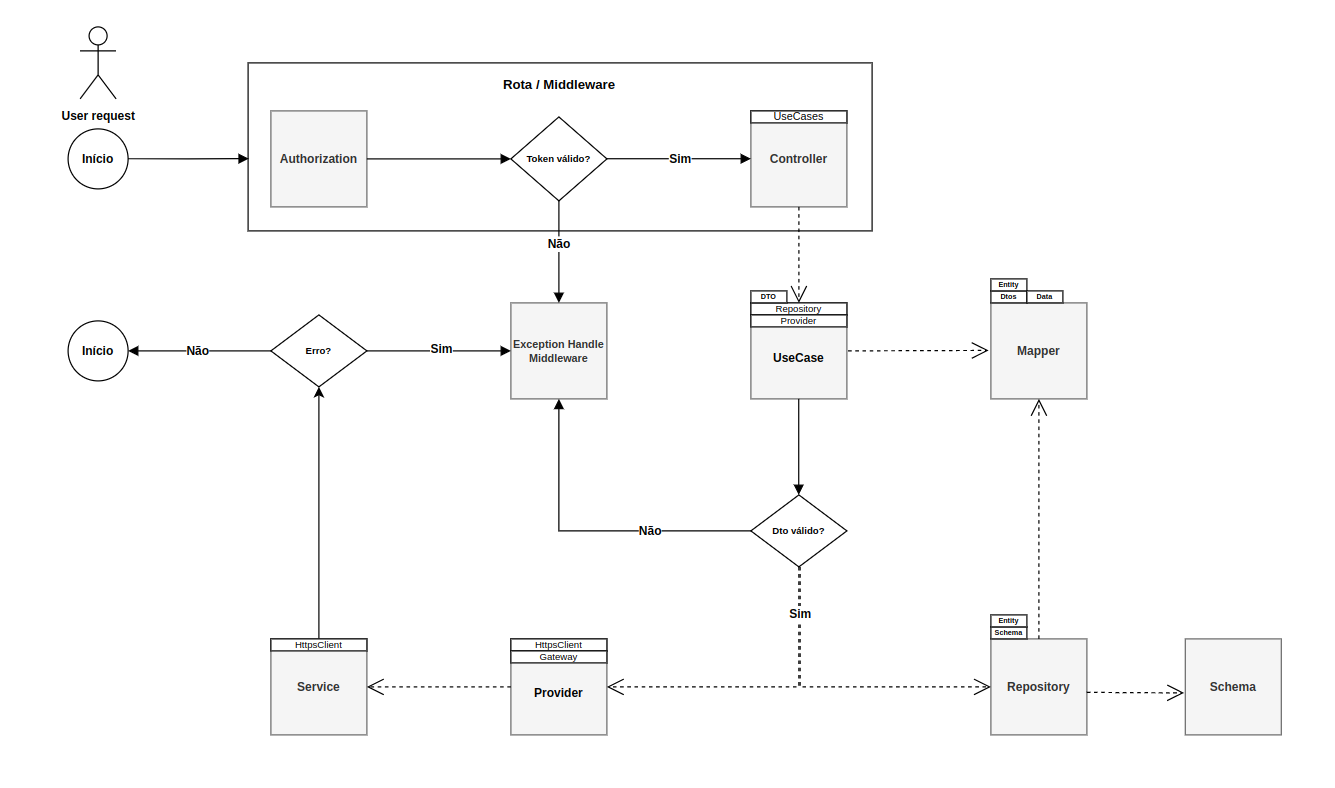 User request
Início
Rota / Middleware
Authorization
Token válido?
Sim
UseCases
Controller
Não
Início
Não
Erro?
Sim
Exception Handle
Middleware
DTO
Repository
Provider
UseCase
Entity
Dtos
Data
Mapper
Não
Dto válido?
Sim
HttpsClient
Service
HttpsClient
Gateway
Provider
Entity
Schema
Repository
Schema